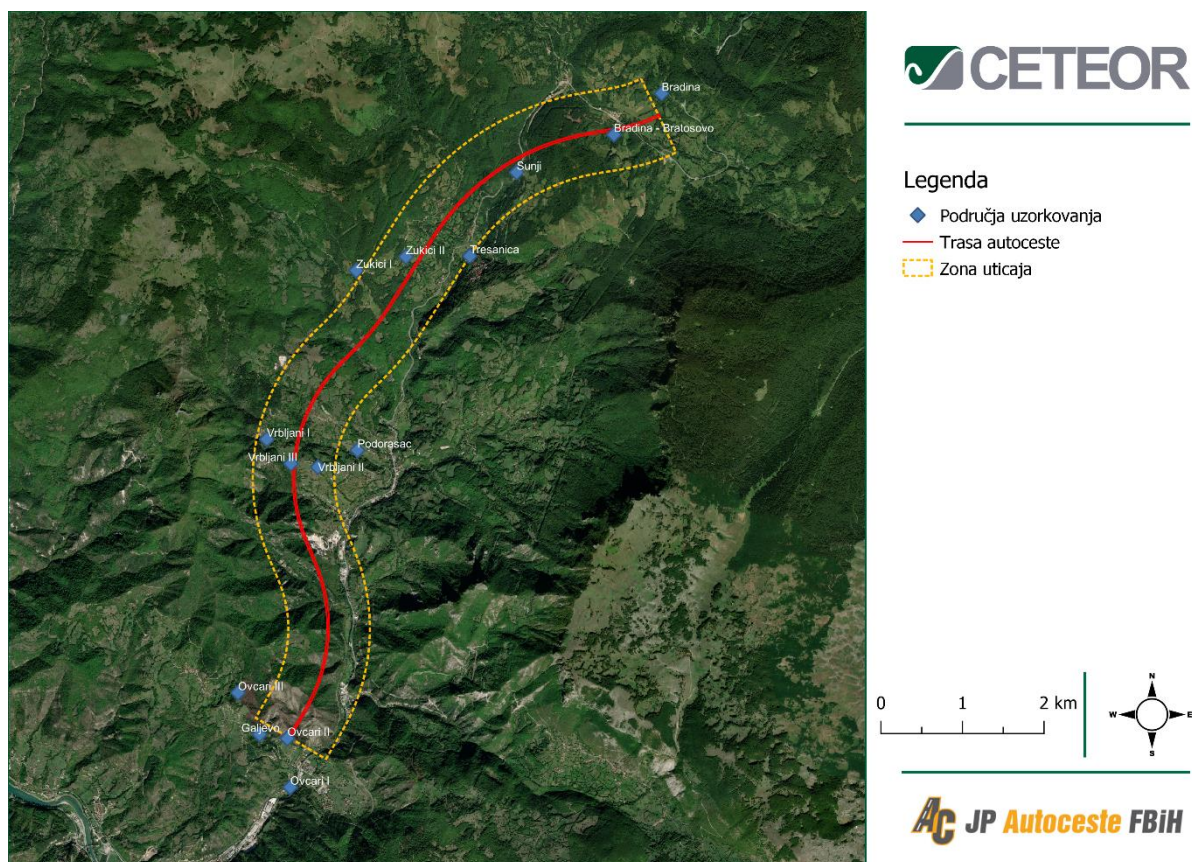 Bradina
Bradina - Bratosovo
Sunji
Zukici II
Tresanica
Zukici I
Vrbljani I
Podorasac
Vrbljani III
Vrbljani II
Ovcari III
Galjevo
Ovcari II
Ovcari I
CETEOR
Legenda
Područja uzorkovanja
Trasa autoceste
Zona uticaja
0 1 2 km
N
W E
S
AC JP Autoceste FBiH